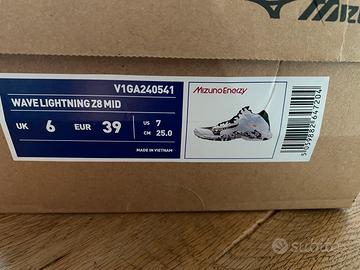 Mizuno
V1GA240541
WAVE LIGHTNING Z8 MID
UK 6 EUR 39 US 7 CM 25.0
MADE IN VIETNAM
MizunoEnerzy
subito